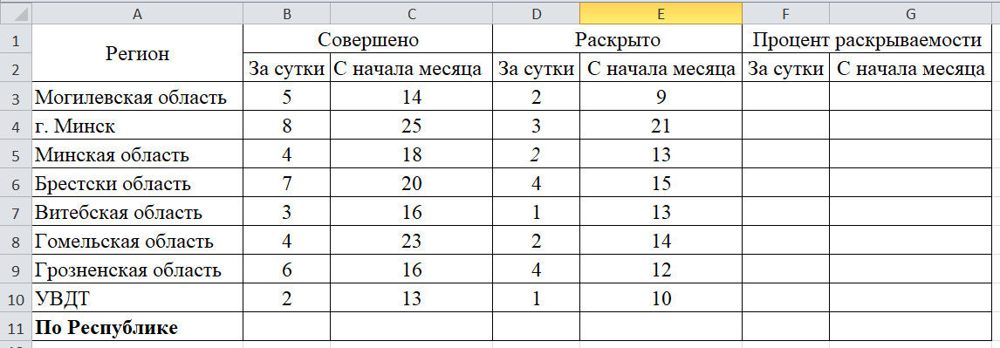 A B C D E F G
1 Регион Совершено Раскрыто Процент раскрываемости
2 За сутки С начала месяца За сутки С начала месяца За сутки С начала месяца
3 Могилевская область 5 14 2 9
4 г. Минск 8 25 3 21
5 Минская область 4 18 2 13
6 Брестски область 7 20 4 15
7 Витебская область 3 16 1 13
8 Гомельская область 4 23 2 14
9 Грозненская область 6 16 4 12
10 УВДТ 2 13 1 10
11 По Республике